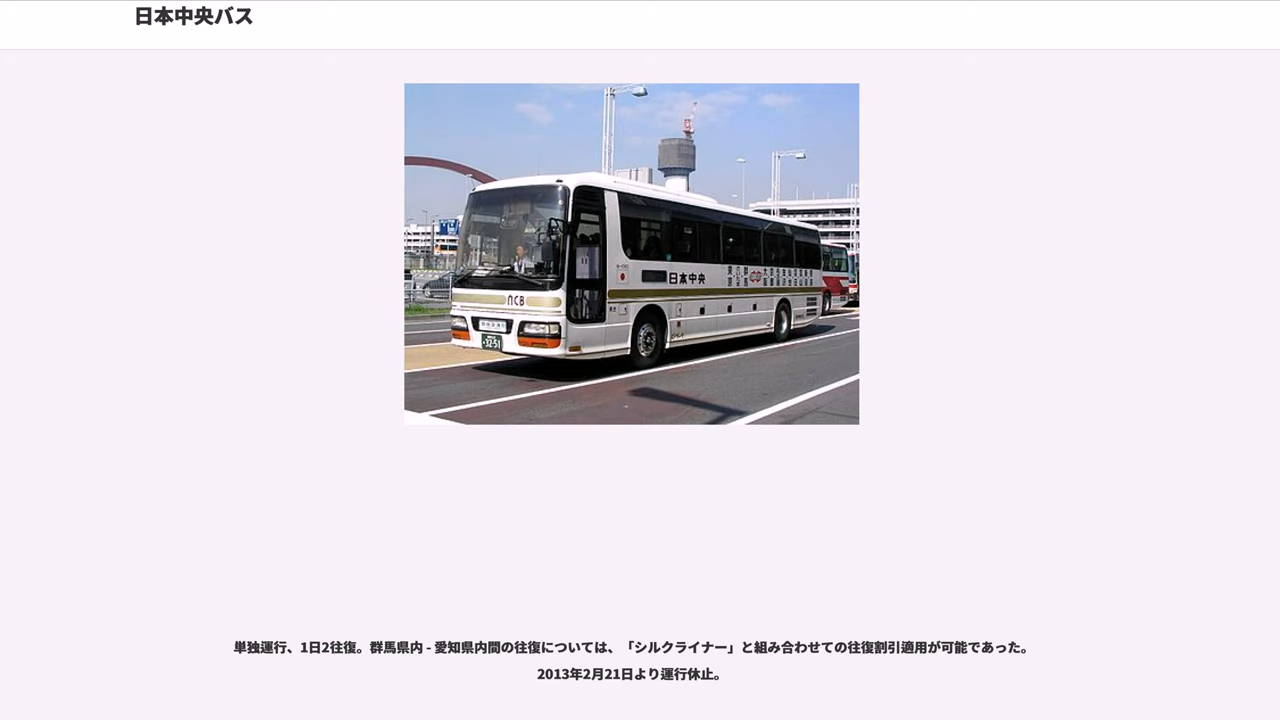 日本中央バス
日本中央
NCB
32-51
単独運行、1日2往復。群馬県内 - 愛知県内間の往復については、「シルクライナー」と組み合わせての往復割引適用が可能であった。
2013年2月21日より運行休止。